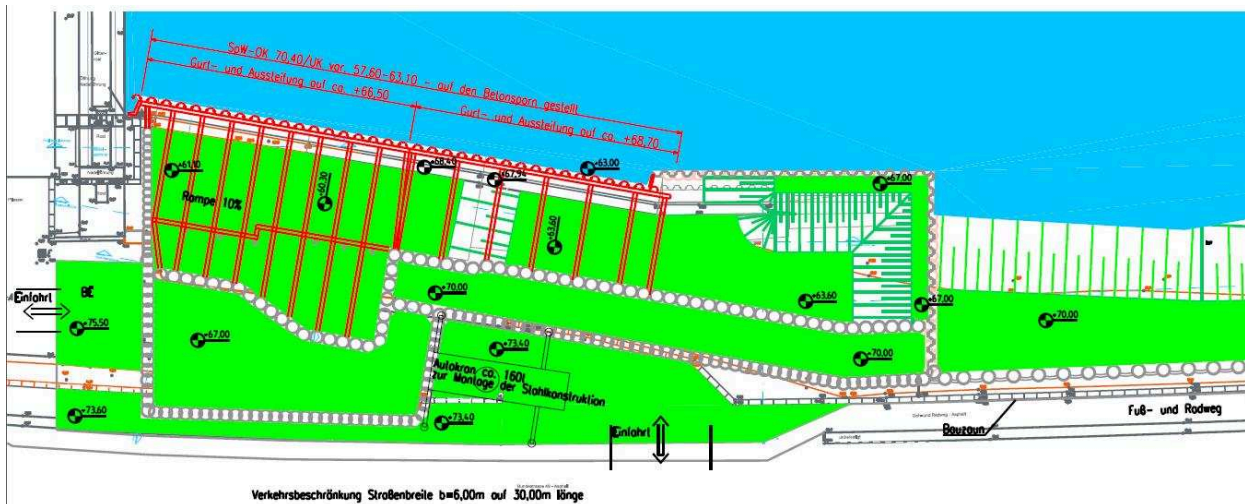 SpW-OK 70,40/UK var. 57,60-63,10 - auf den Betonsporn gestellt
Gurt- und Aussteifung auf ca. +66,50
Gurt- und Aussteifung auf ca. +68,70
+61,10
Rampe 10%
+60,30
+68,40
+67,94
+63,00
+63,60
+67,00
Einfahrt
BE
+75,50
+67,00
+70,00
+63,60
+67,00
+70,00
+73,40
+70,00
Autokran ca. 160t
zur Montage der Stahlkonstruktion
+73,60
+73,40
Einfahrt
Bauzaun
Fuß- und Radweg
Verkehrsbeschränkung Straßenbreite b=6,00m auf 30,00m länge